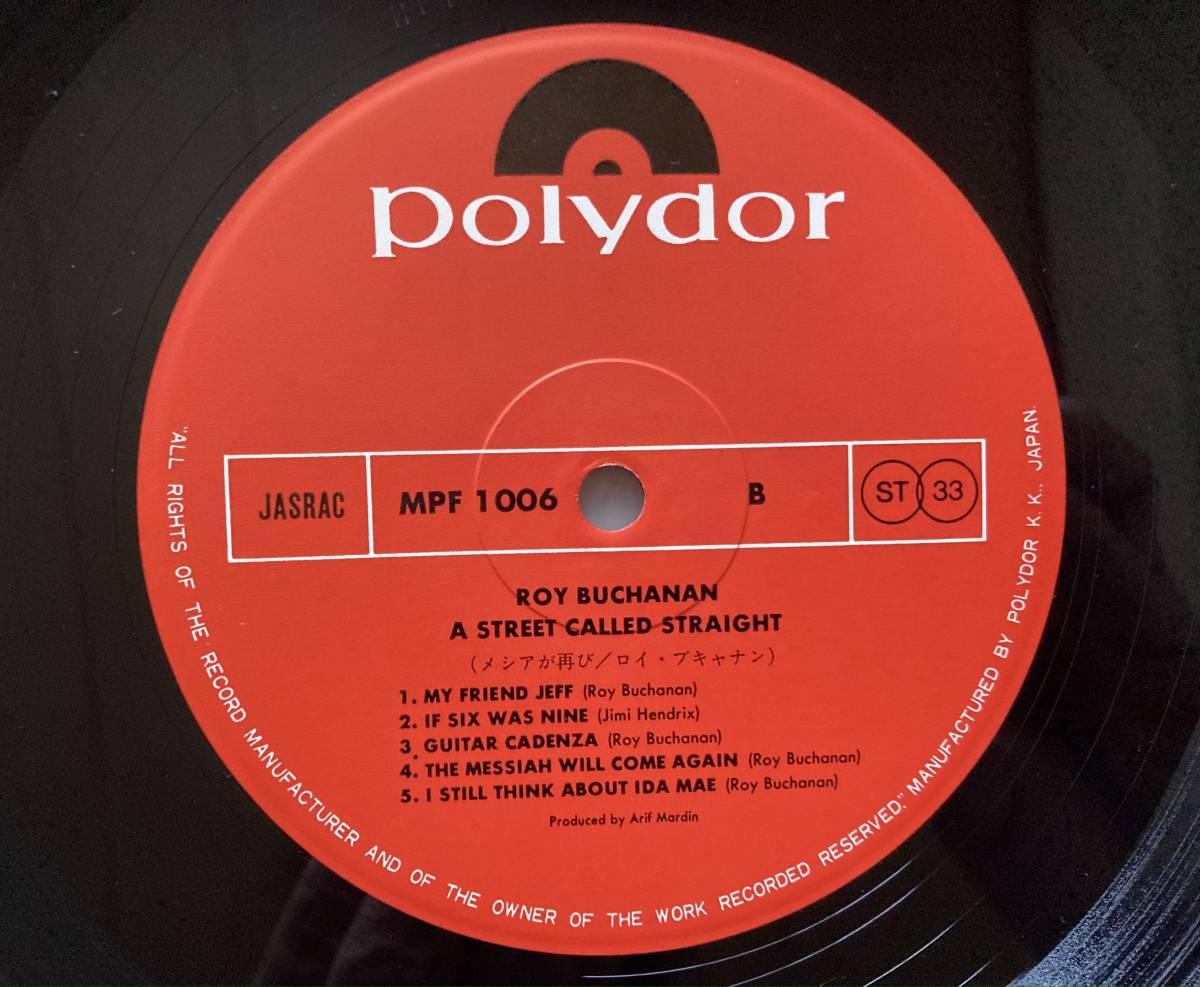 polydor
JASRAC MPF 1006 B ST 33
ROY BUCHANAN
A STREET CALLED STRAIGHT
(メシアが再び/ロイ・ブキャナン)
1. MY FRIEND JEFF (Roy Buchanan)
2. IF SIX WAS NINE (Jimi Hendrix)
3. GUITAR CADENZA (Roy Buchanan)
4. THE MESSIAH WILL COME AGAIN (Roy Buchanan)
5. I STILL THINK ABOUT IDA MAE (Roy Buchanan)
Produced by Arif Mardin
"ALL RIGHTS OF THE RECORD MANUFACTURER AND OF THE OWNER OF THE WORK RECORDED RESERVED." MANUFACTURED BY POLYDOR K. K., JAPAN.